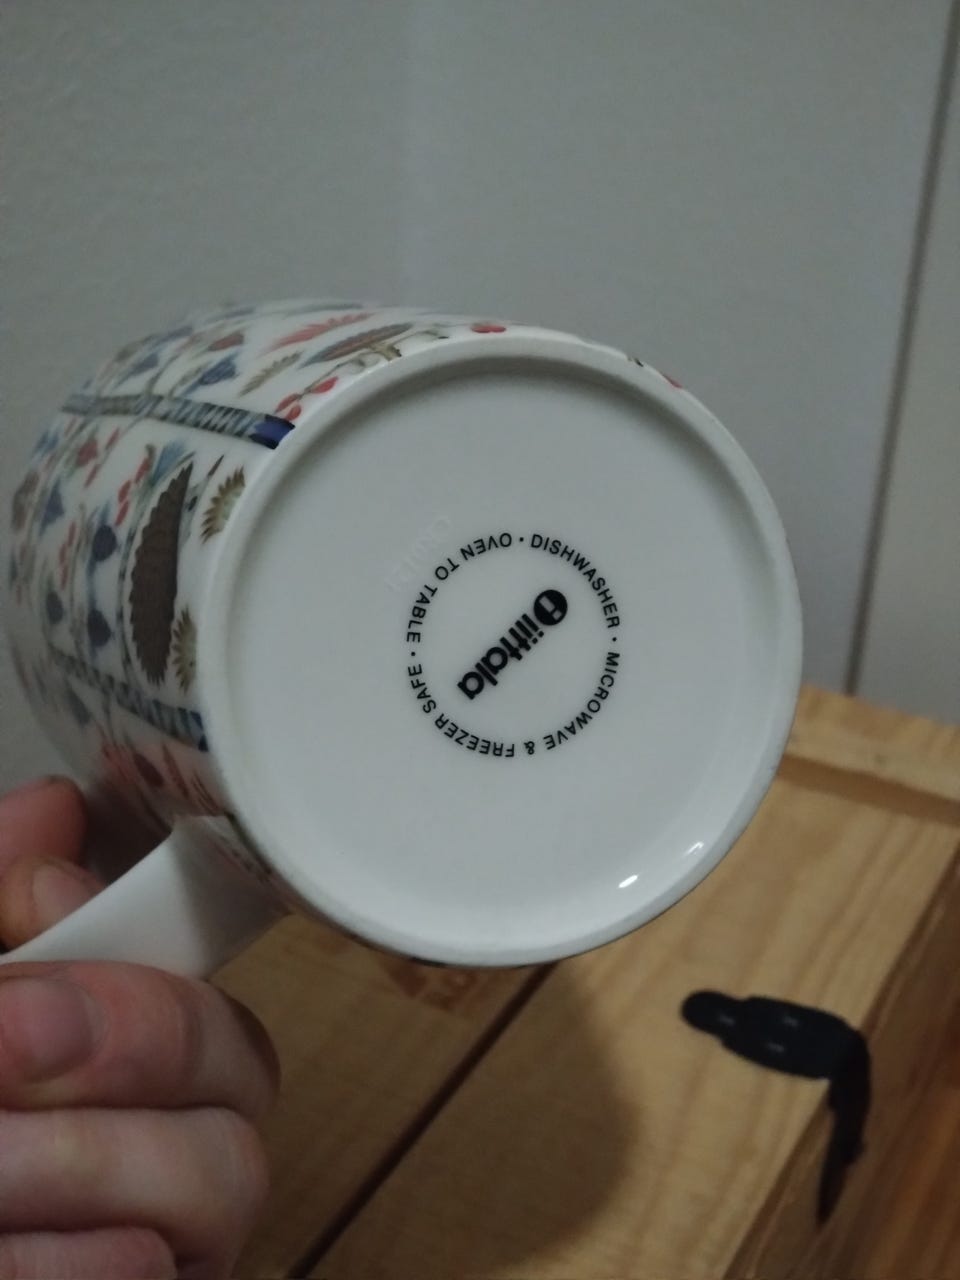 OVEN TO TABLE • DISHWASHER • MICROWAVE & FREEZER SAFE •
i iittala